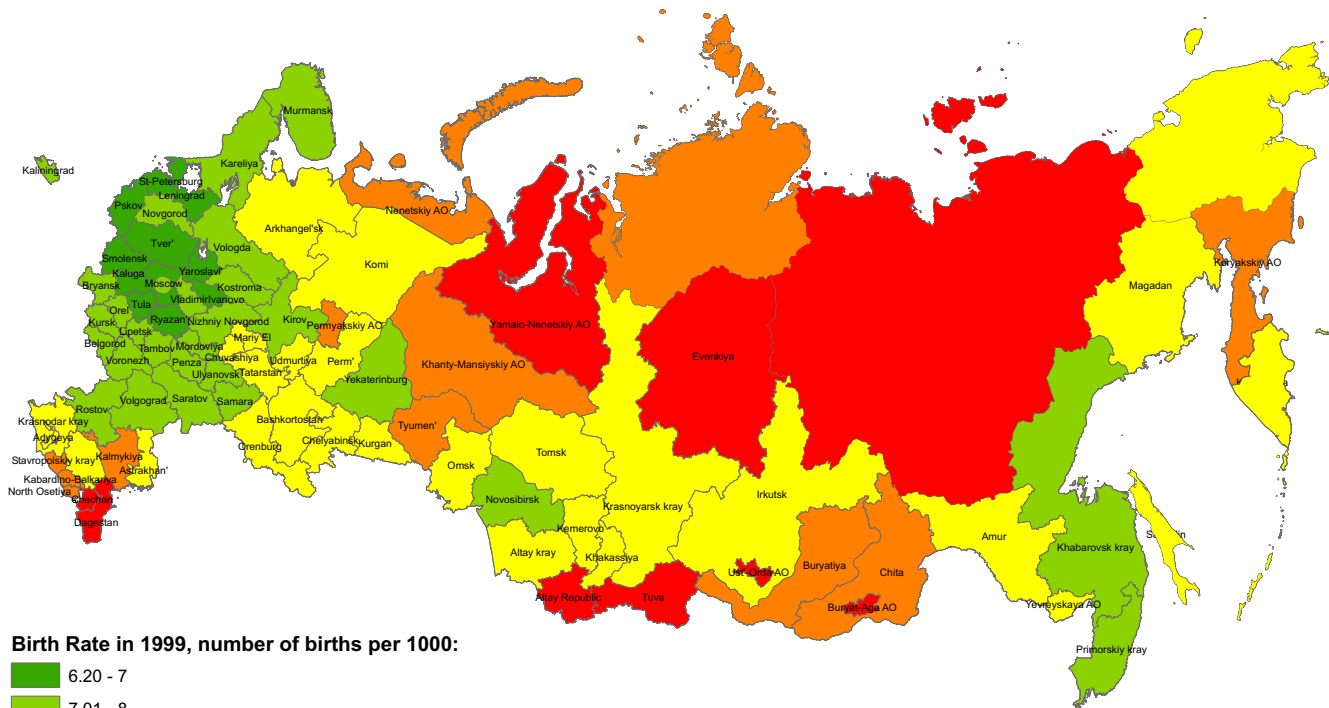 Murmansk
Kaliningrad
Kareliya
St-Petersburg
Leningrad
Pskov
Novgorod
Nenetskiy AO
Arkhangel'sk
Tver'
Vologda
Komi
Smolensk
Kaluga
Yaroslavl'
Bryansk
Moscow
Kostroma
Vladimir
Ivanovo
Tula
Orel
Ryazan'
Kursk
Nizhniy Novgorod
Kirov
Permyakskiy AO
Lipetsk
Mariy El
Belgorod
Tambov
Mordoviya
Voronezh
Penza
Chuvashiya
Udmurtiya
Perm'
Ulyanovsk
Tatarstan
Yekaterinburg
Khanty-Mansiyskiy AO
Yamalo-Nenetskiy AO
Evenkiya
Magadan
Koryakskiy AO
Rostov
Volgograd
Saratov
Samara
Krasnodar kray
Adygeya
Bashkortostan
Tyumen'
Orenburg
Chelyabinsk
Kurgan
Stavropolskiy kray
Kalmykiya
Astrakhan'
Kabardino-Balkariya
North Osetiya
Chechen
Dagestan
Omsk
Tomsk
Novosibirsk
Krasnoyarsk kray
Irkutsk
Kemerovo
Altay kray
Khakassiya
Amur
Khabarovsk kray
Ust'-Orda AO
Buryatiya
Chita
Altay Republic
Tuva
Buryat-Aga AO
Yevreyskaya AO
Primorskiy kray
Birth Rate in 1999, number of births per 1000:
6.20 - 7
7.01 - 8